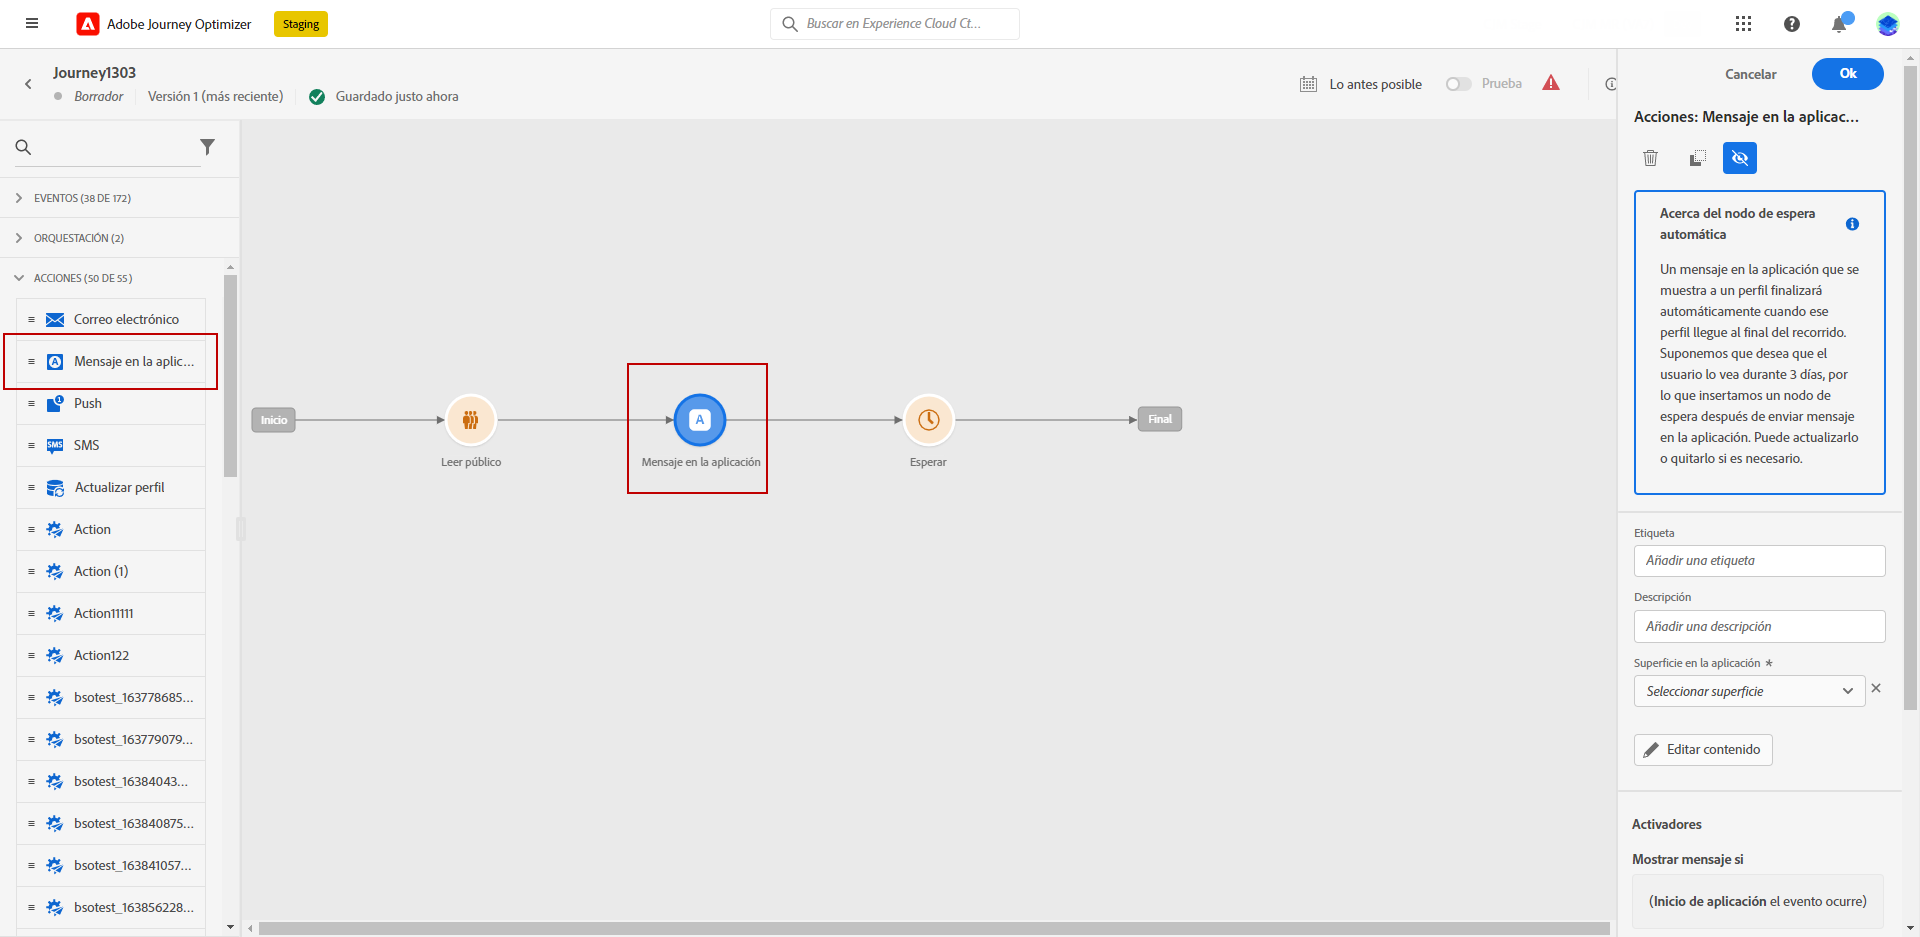 Adobe Journey Optimizer
Staging
Buscar en Experience Cloud Ct...
Journey1303
Borrador
Versión 1 (más reciente)
Guardado justo ahora
Lo antes posible
Prueba
EVENTOS (38 DE 172)
ORQUESTACIÓN (2)
ACCIONES (50 DE 55)
Correo electrónico
Mensaje en la aplic...
Push
SMS
Actualizar perfil
Action
Action (1)
Action11111
Action122
bsotest_163778685...
bsotest_163779079...
bsotest_16384043...
bsotest_163840875...
bsotest_163841057...
bsotest_163856228...
Inicio
Leer público
Mensaje en la aplicación
Esperar
Final
Cancelar
Ok
Acciones: Mensaje en la aplicac...
Acerca del nodo de espera
automática
Un mensaje en la aplicación que se
muestra a un perfil finalizará
automáticamente cuando ese
perfil llegue al final del recorrido.
Suponemos que desea que el
usuario lo vea durante 3 días, por
lo que insertamos un nodo de
espera después de enviar mensaje
en la aplicación. Puede actualizarlo
o quitarlo si es necesario.
Etiqueta
Añadir una etiqueta
Descripción
Añadir una descripción
Superficie en la aplicación *
Seleccionar superficie
Editar contenido
Activadores
Mostrar mensaje si
(Inicio de aplicación el evento ocurre)